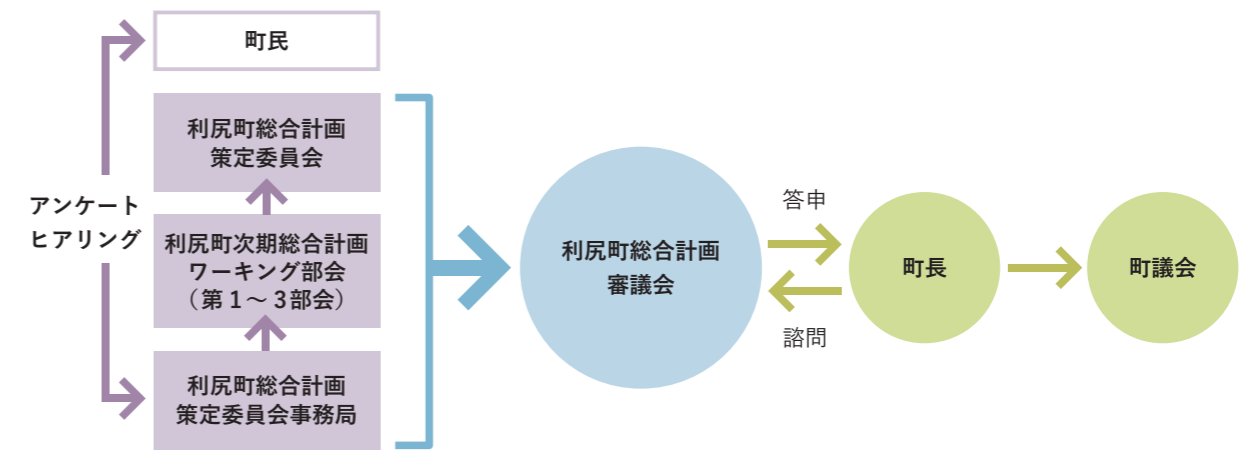 町民
利尻町総合計画
策定委員会
アンケート
ヒアリング
利尻町次期総合計画
ワーキング部会
（第１〜３部会）
利尻町総合計画
策定委員会事務局
利尻町総合計画
審議会
答申
諮問
町長
町議会